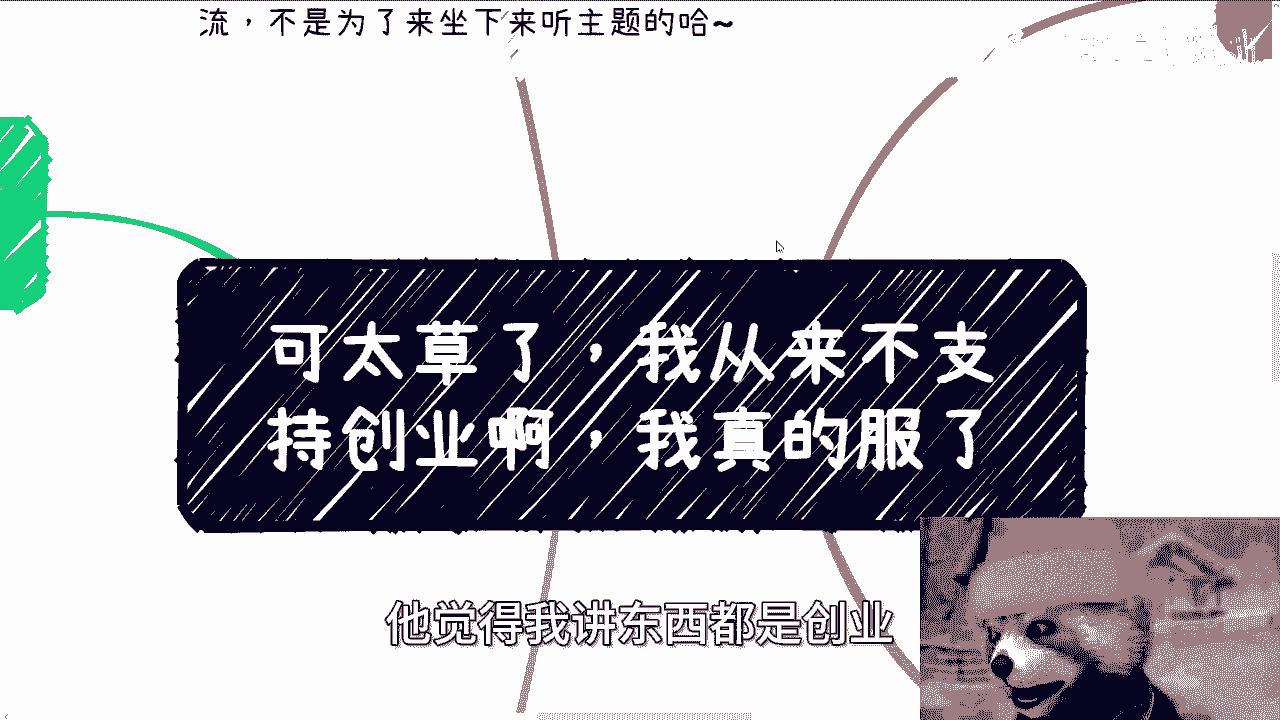 流，不是为了来坐下来听主题的哈~
可太草了，我从来不支
持创业啊，我真的服了
他觉得我讲东西都是创业